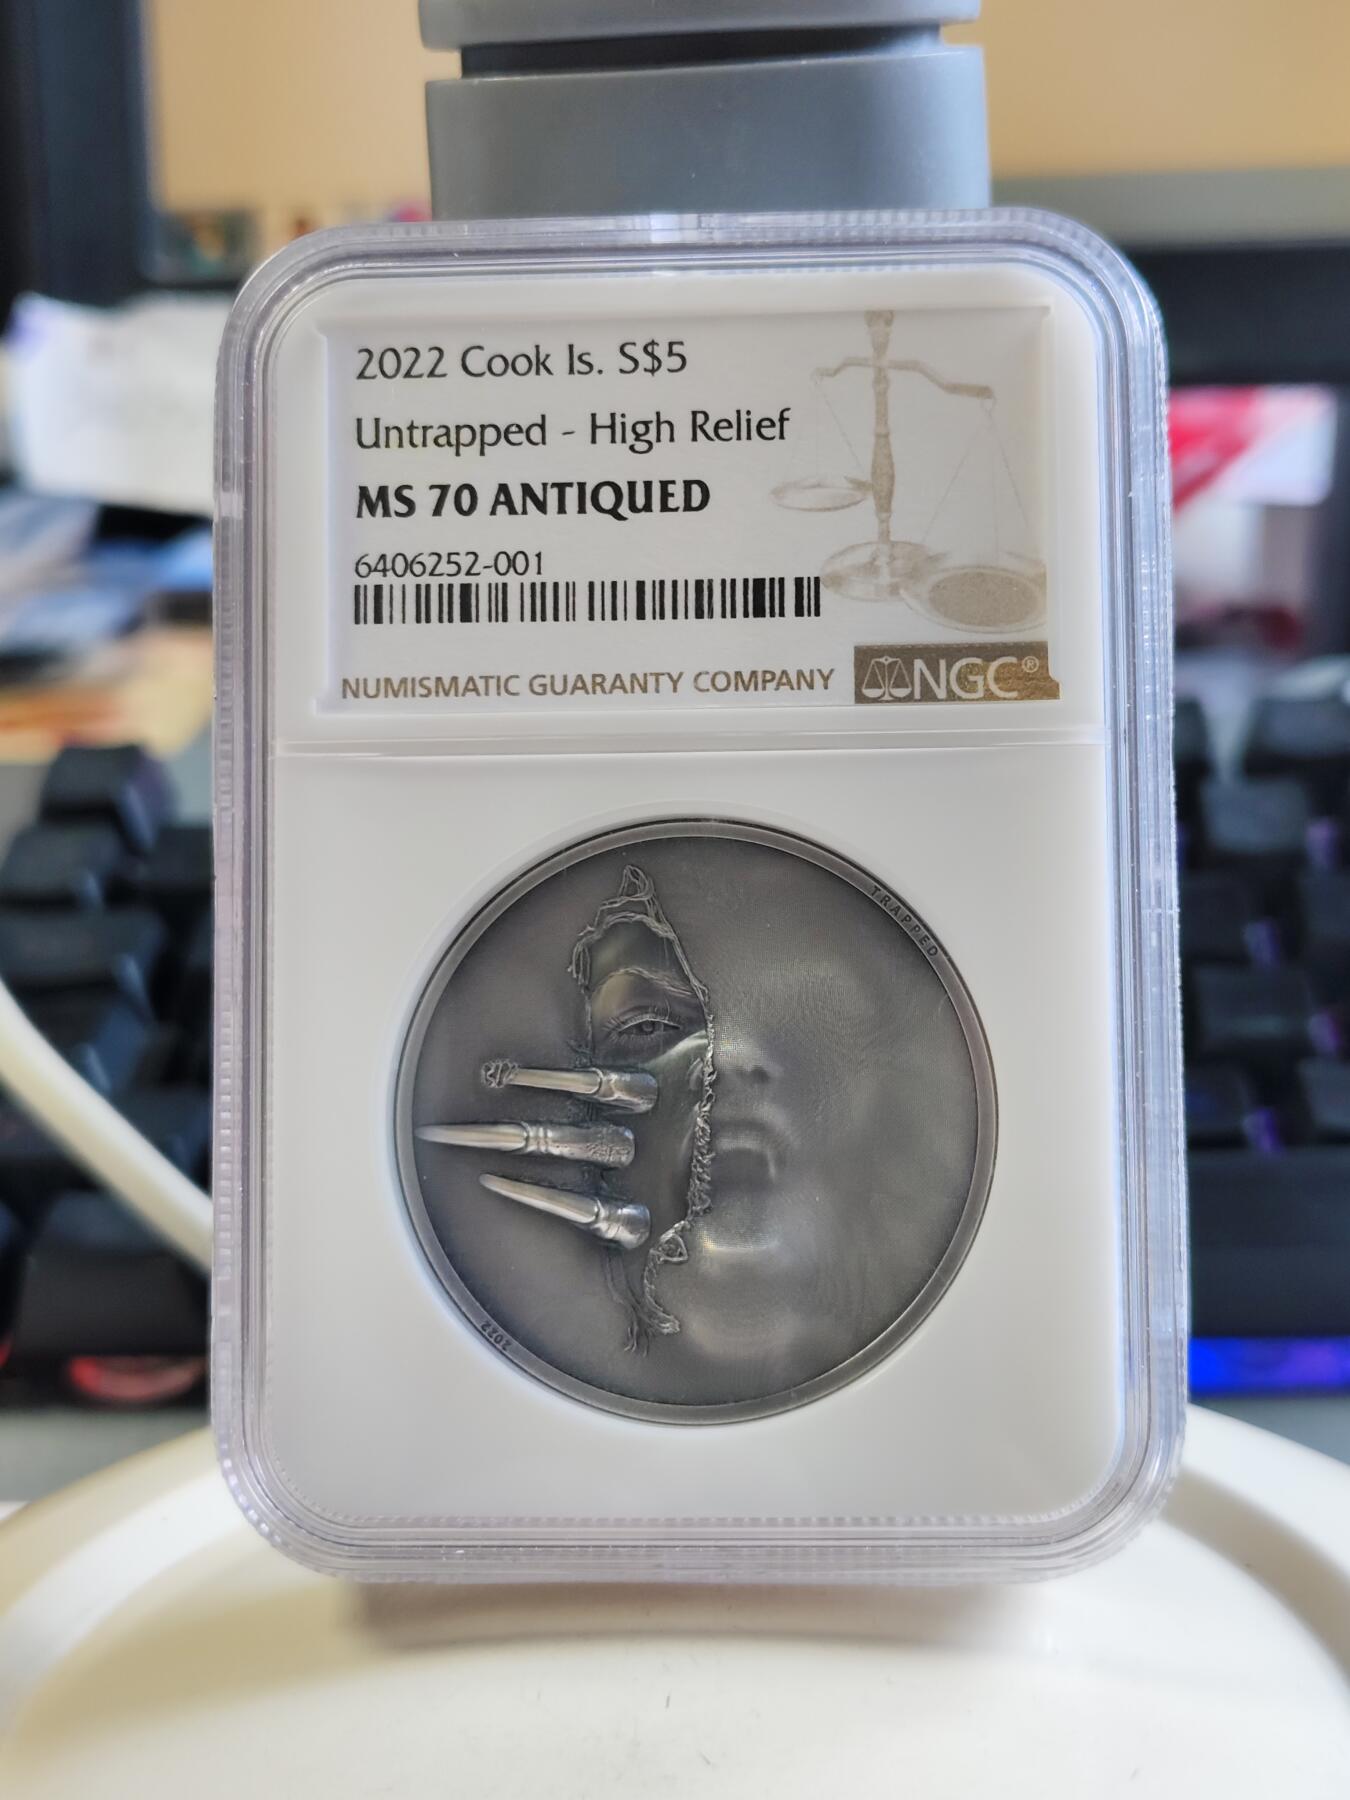 2022 Cook Is. S$5
Untrapped - High Relief
MS 70 ANTIQUED
6406252-001
NUMISMATIC GUARANTY COMPANY
NGC®
TRAPPED
2022